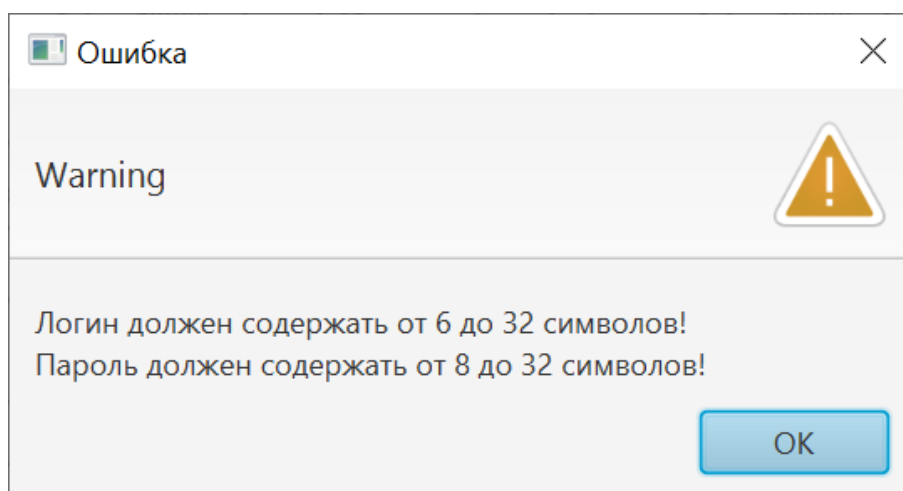 Ошибка
Warning
Логин должен содержать от 6 до 32 символов!
Пароль должен содержать от 8 до 32 символов!
OK